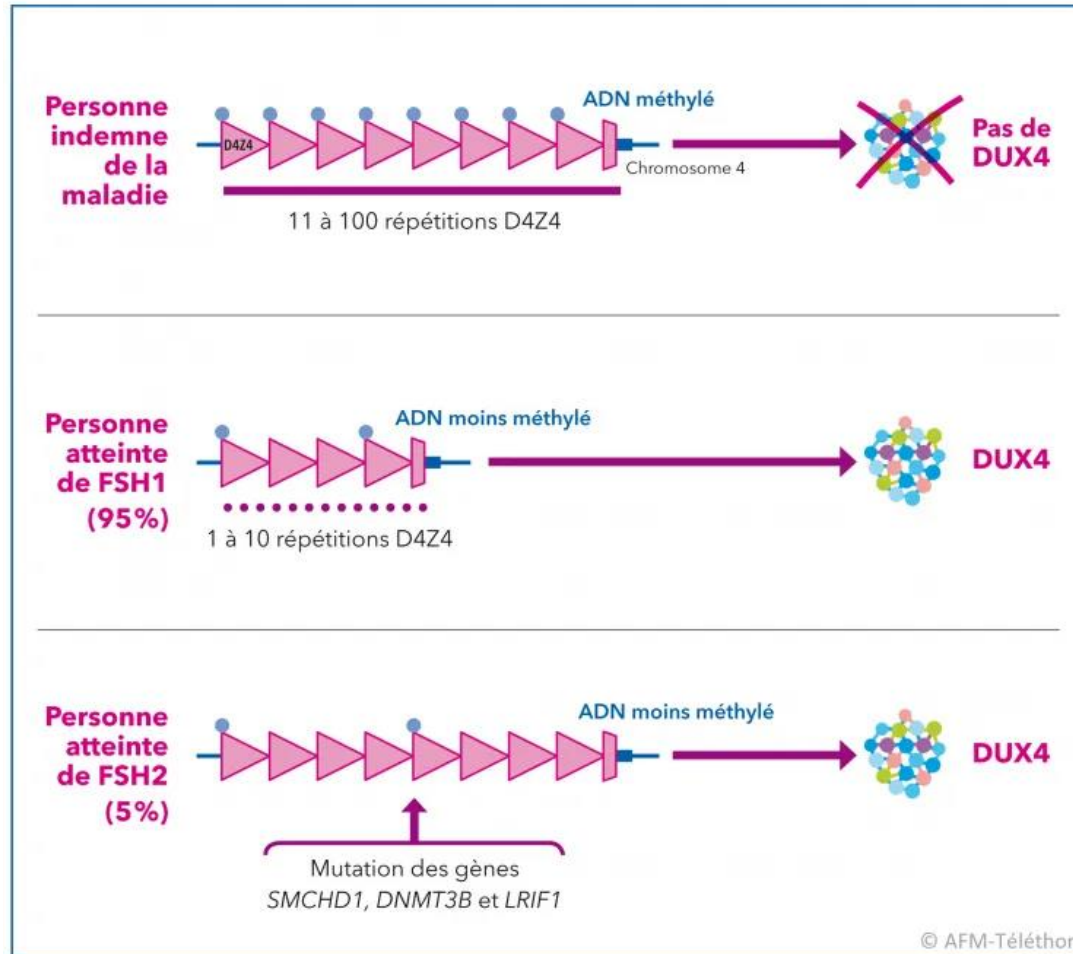 Personne
indemne
de la
maladie
D4Z4
ADN méthylé
Chromosome 4
11 à 100 répétitions D4Z4
Pas de
DUX4
Personne
atteinte
de FSH1
(95%)
ADN moins méthylé
1 à 10 répétitions D4Z4
DUX4
Personne
atteinte
de FSH2
(5%)
ADN moins méthylé
DUX4
Mutation des gènes
SMCHD1, DNMT3B et LRIF1
© AFM-Téléthon